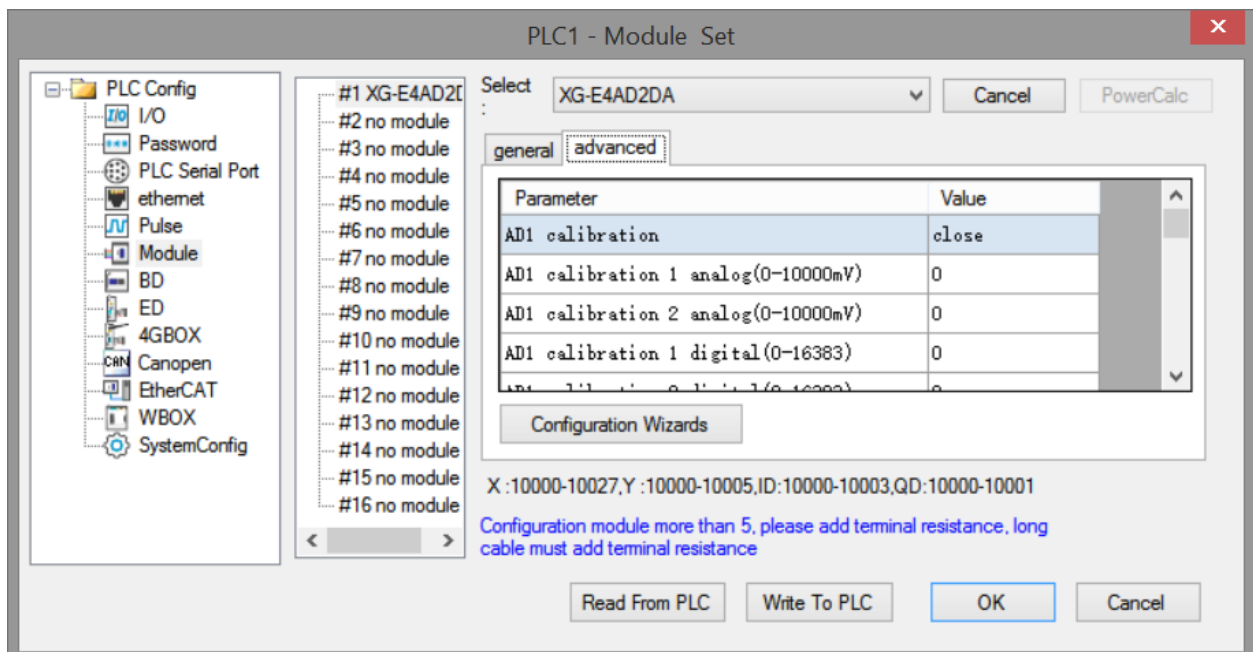 PLC1 - Module Set
x
PLC Config
I/O
Password
PLC Serial Port
ethernet
Pulse
Module
BD
ED
4GBOX
CAN
Canopen
EtherCAT
WBOX
SystemConfig
#1 XG-E4AD2D
#2 no module
#3 no module
#4 no module
#5 no module
#6 no module
#7 no module
#8 no module
#9 no module
#10 no module
#11 no module
#12 no module
#13 no module
#14 no module
#15 no module
#16 no module
Select :
XG-E4AD2DA
Cancel
PowerCalc
general
advanced
Parameter Value
AD1 calibration close
AD1 calibration 1 analog(0-10000mV) 0
AD1 calibration 2 analog(0-10000mV) 0
AD1 calibration 1 digital(0-16383) 0
Configuration Wizards
X :10000-10027,Y :10000-10005,ID:10000-10003,QD:10000-10001
Configuration module more than 5, please add terminal resistance, long
cable must add terminal resistance
Read From PLC
Write To PLC
OK
Cancel